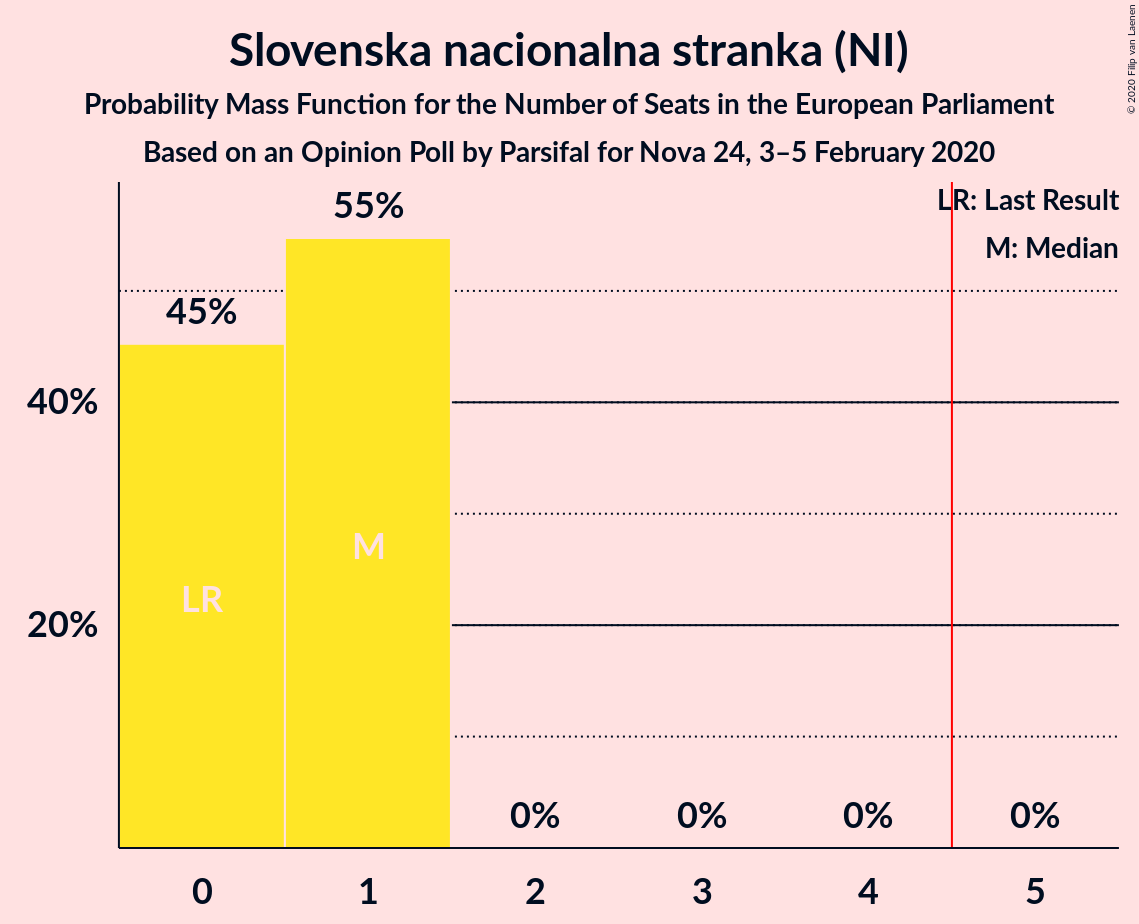 Slovenska nacionalna stranka (NI)
Probability Mass Function for the Number of Seats in the European Parliament
Based on an Opinion Poll by Parsifal for Nova 24, 3–5 February 2020
© 2020 Filip van Laenen
LR: Last Result
M: Median
55%
45%
40%
M
LR
20%
0% 0% 0% 0%
0 1 2 3 4 5